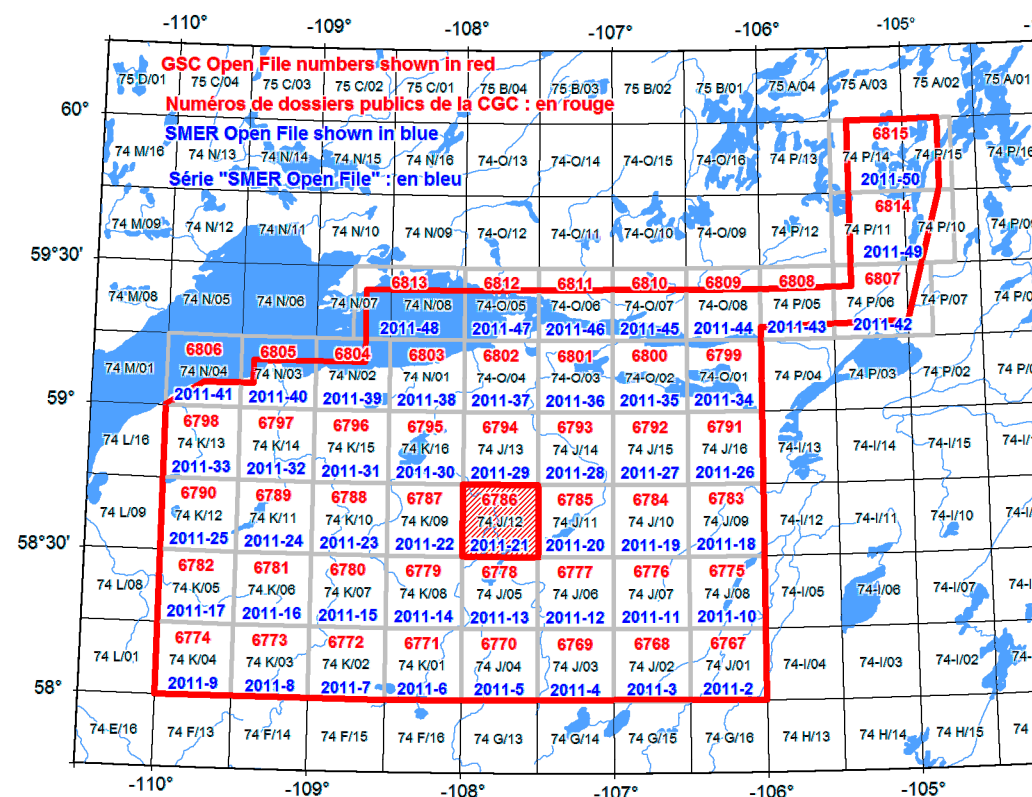 -110° -109° -108° -107° -106° -105°
GSC Open File numbers shown in red
75 D/01 75 C/04 75 C/03 75 C/02 75 C/01 75 B/04 75 B/03 75 B/02 75 B/01 75 A/04 75 A/03 75 A/02 75 A/01
60°
Numéros de dossiers publics de la CGC : en rouge
SMER Open File shown in blue
6815
74 M/16 74 N/13 74 N/14 74 N/15 74 N/16 74-O/13 74-O/14 74-O/15 74-O/16 74 P/13 74 P/14 74 P/15 74 P/16
Série "SMER Open File" : en bleu
2011-50
6814
74 M/09 74 N/12 74 N/11 74 N/10 74 N/09 74-O/12 74-O/11 74-O/10 74-O/09 74 P/12 74 P/11 74 P/10 74 P/0
2011-49
59°30'
6813 6812 6811 6810 6809 6808 6807
74 M/08 74 N/05 74 N/06 74 N/07 74 N/08 74-O/05 74-O/06 74-O/07 74-O/08 74 P/05 74 P/06 74 P/07 74 P/0
2011-48 2011-47 2011-46 2011-45 2011-44 2011-43 2011-42
6806 6805 6804 6803 6802 6801 6800 6799
74 M/01 74 N/04 74 N/03 74 N/02 74 N/01 74-O/04 74-O/03 74-O/02 74-O/01 74 P/04 74 P/03 74 P/02 74 P/0
59°
2011-41 2011-40 2011-39 2011-38 2011-37 2011-36 2011-35 2011-34
6798 6797 6796 6795 6794 6793 6792 6791
74 L/16 74 K/13 74 K/14 74 K/15 74 K/16 74 J/13 74 J/14 74 J/15 74 J/16 74-I/13 74-I/14 74-I/15 74-I/
2011-33 2011-32 2011-31 2011-30 2011-29 2011-28 2011-27 2011-26
6790 6789 6788 6787 6786 6785 6784 6783
74 L/09 74 K/12 74 K/11 74 K/10 74 K/09 74 J/12 74 J/11 74 J/10 74 J/09 74-I/12 74-I/11 74-I/10 74-I/
2011-25 2011-24 2011-23 2011-22 2011-21 2011-20 2011-19 2011-18
58°30'
6782 6781 6780 6779 6778 6777 6776 6775
74 L/08 74 K/05 74 K/06 74 K/07 74 K/08 74 J/05 74 J/06 74 J/07 74 J/08 74-I/05 74-I/06 74-I/07 74-I/
2011-17 2011-16 2011-15 2011-14 2011-13 2011-12 2011-11 2011-10
6774 6773 6772 6771 6770 6769 6768 6767
74 L/01 74 K/04 74 K/03 74 K/02 74 K/01 74 J/04 74 J/03 74 J/02 74 J/01 74-I/04 74-I/03 74-I/02 74-
58°
2011-9 2011-8 2011-7 2011-6 2011-5 2011-4 2011-3 2011-2
74 E/16 74 F/13 74 F/14 74 F/15 74 F/16 74 G/13 74 G/14 74 G/15 74 G/16 74 H/13 74 H/14 74 H/15 74
-110° -109° -108° -107° -106° -105°